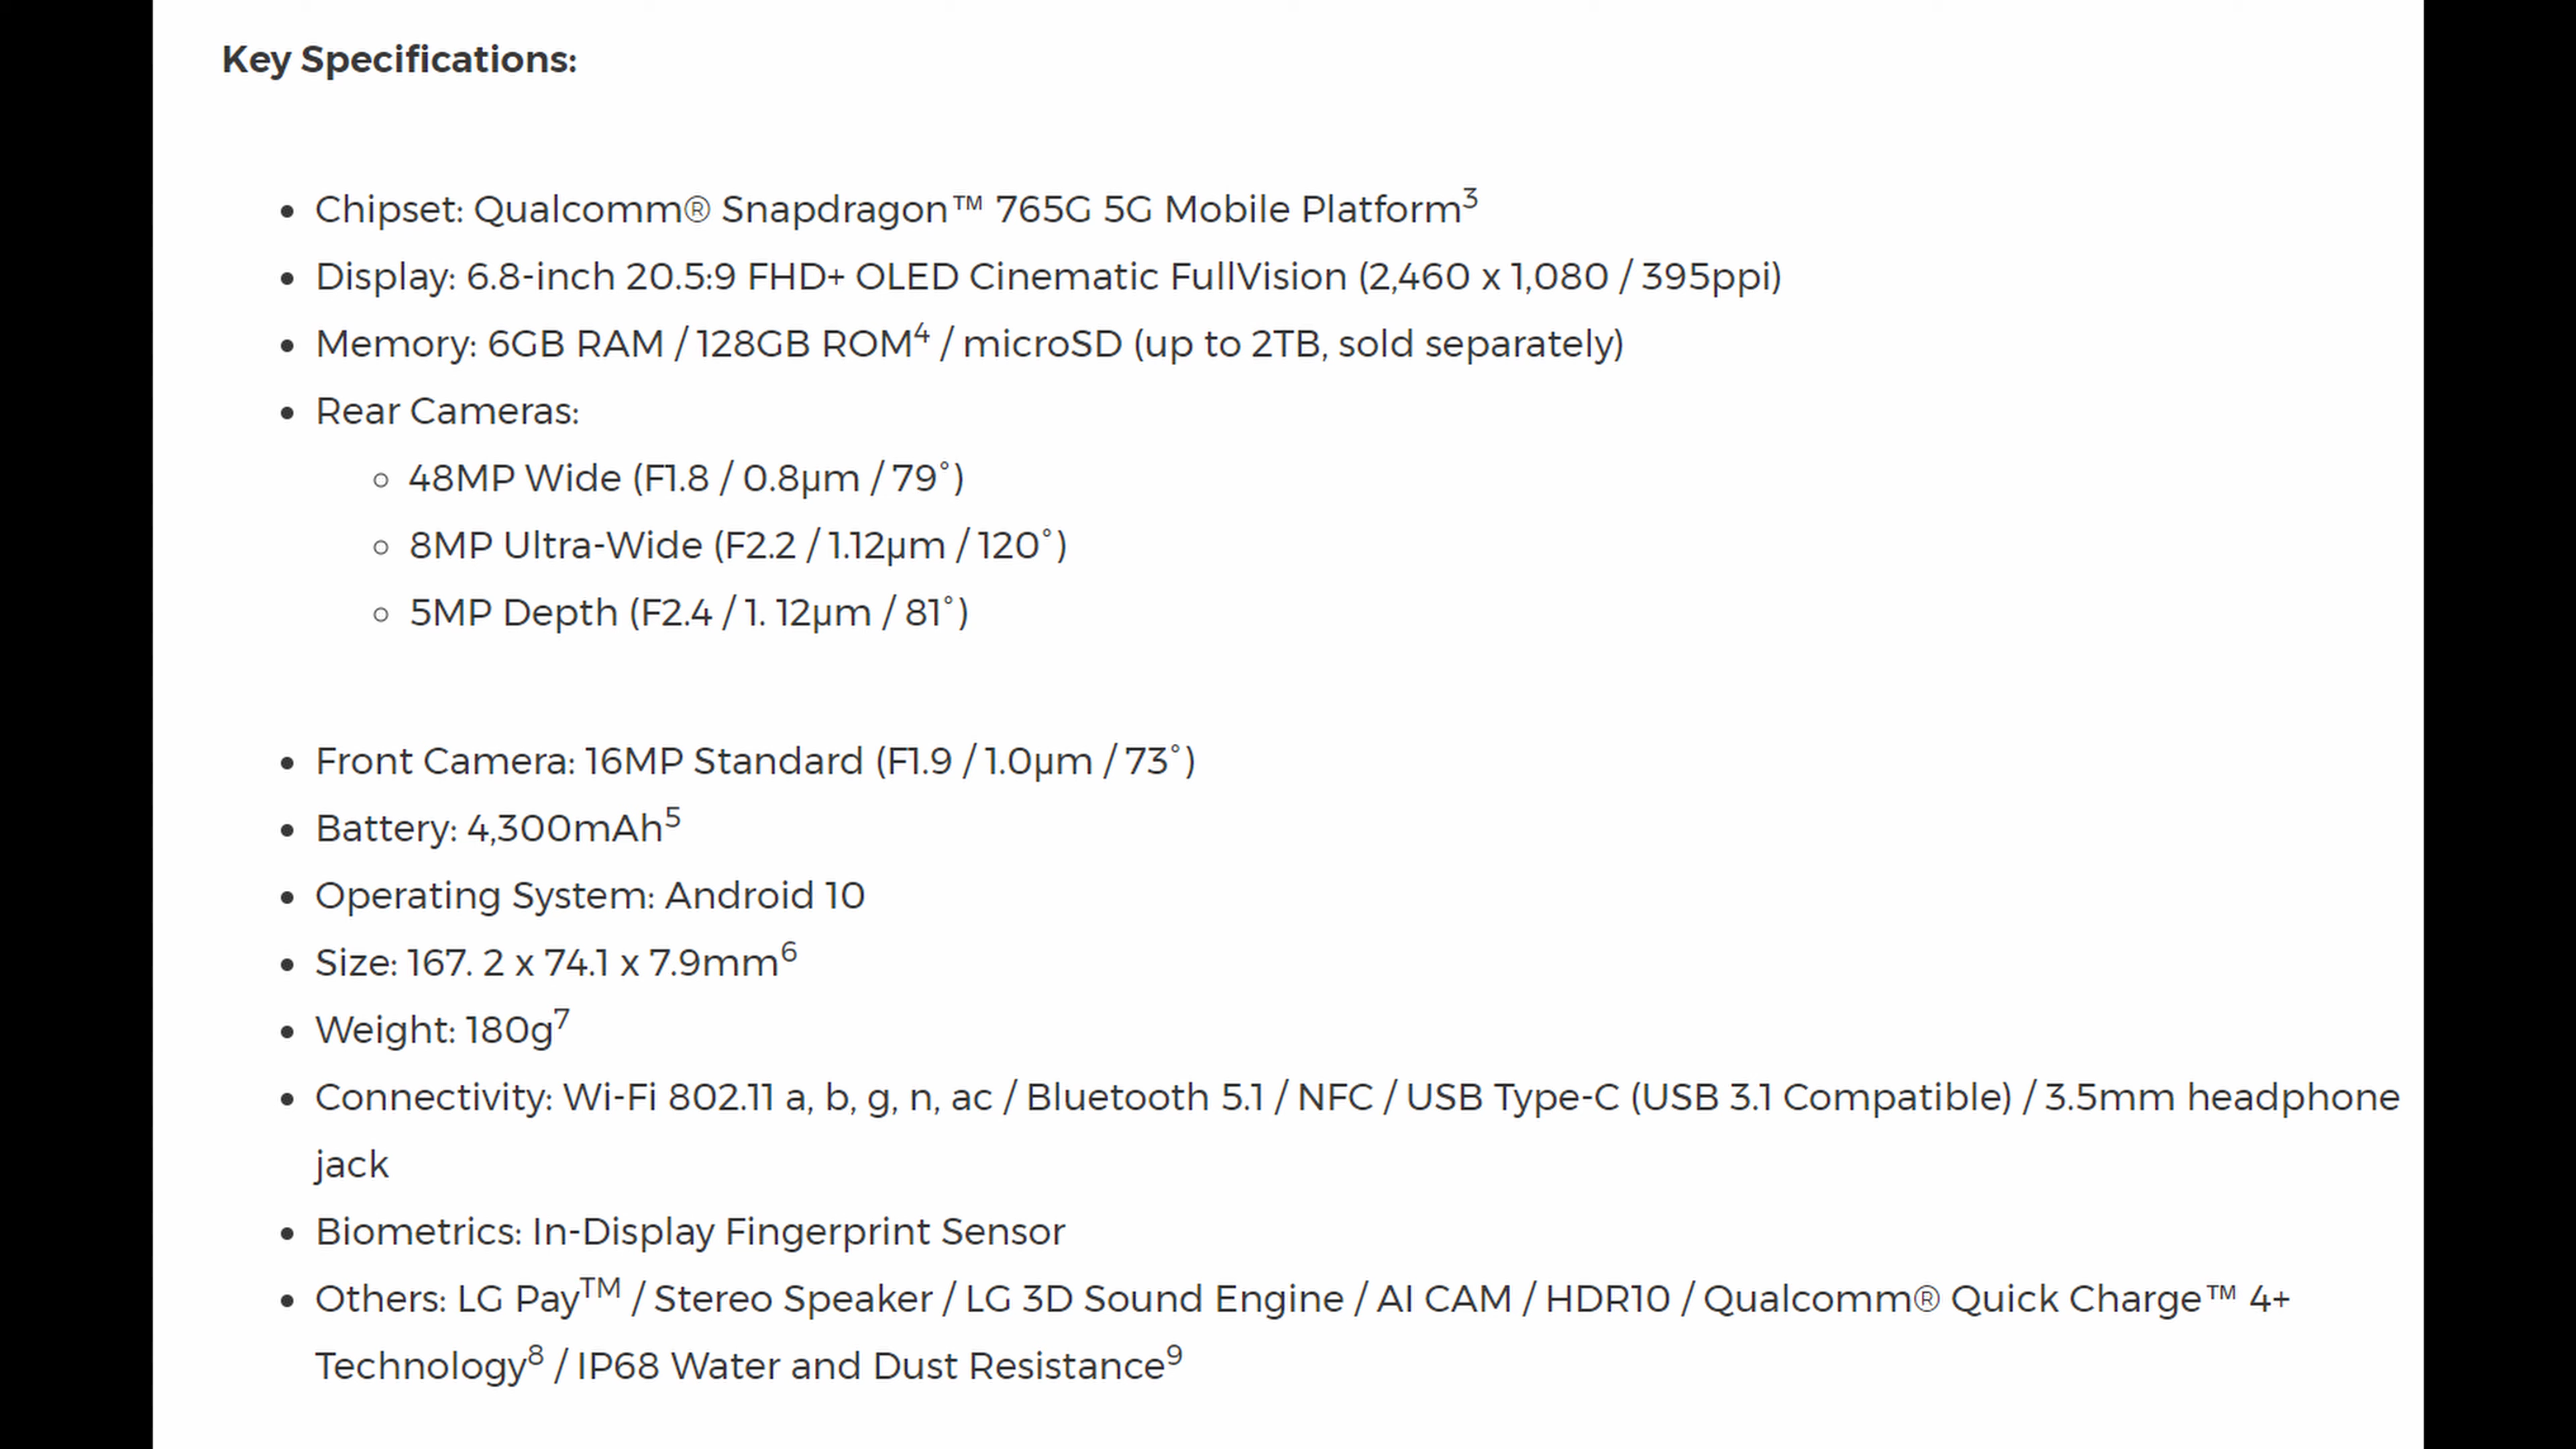 Key Specifications:
• Chipset: Qualcomm® Snapdragon™ 765G 5G Mobile Platform³
• Display: 6.8-inch 20.5:9 FHD+ OLED Cinematic FullVision (2,460 x 1,080 / 395ppi)
• Memory: 6GB RAM / 128GB ROM⁴ / microSD (up to 2TB, sold separately)
• Rear Cameras:
○ 48MP Wide (F1.8 / 0.8μm / 79˚)
○ 8MP Ultra-Wide (F2.2 / 1.12μm / 120˚)
○ 5MP Depth (F2.4 / 1. 12μm / 81˚)
• Front Camera: 16MP Standard (F1.9 / 1.0μm / 73˚)
• Battery: 4,300mAh⁵
• Operating System: Android 10
• Size: 167. 2 x 74.1 x 7.9mm⁶
• Weight: 180g⁷
• Connectivity: Wi-Fi 802.11 a, b, g, n, ac / Bluetooth 5.1 / NFC / USB Type-C (USB 3.1 Compatible) / 3.5mm headphone
jack
• Biometrics: In-Display Fingerprint Sensor
• Others: LG Pay™ / Stereo Speaker / LG 3D Sound Engine / AI CAM / HDR10 / Qualcomm® Quick Charge™ 4+
Technology⁸ / IP68 Water and Dust Resistance⁹